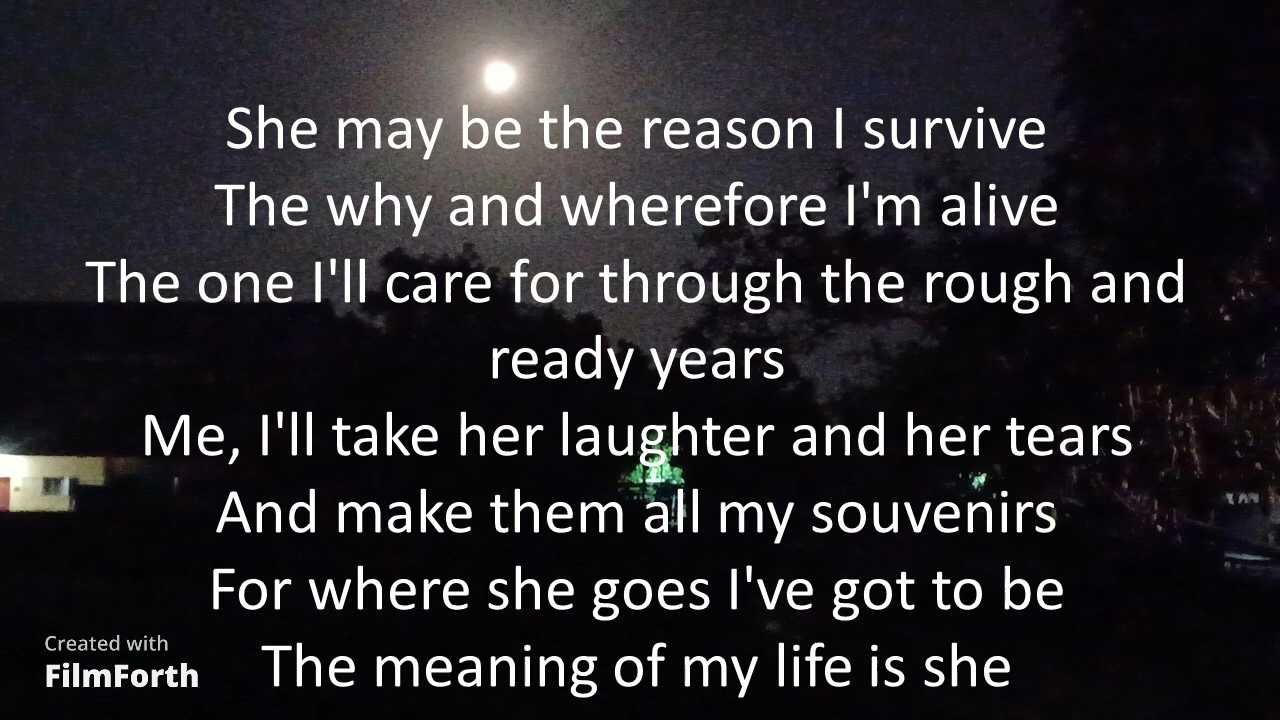 She may be the reason I survive
The why and wherefore I'm alive
The one I'll care for through the rough and
ready years
Me, I'll take her laughter and her tears
And make them all my souvenirs
For where she goes I've got to be
The meaning of my life is she
Created with
FilmForth